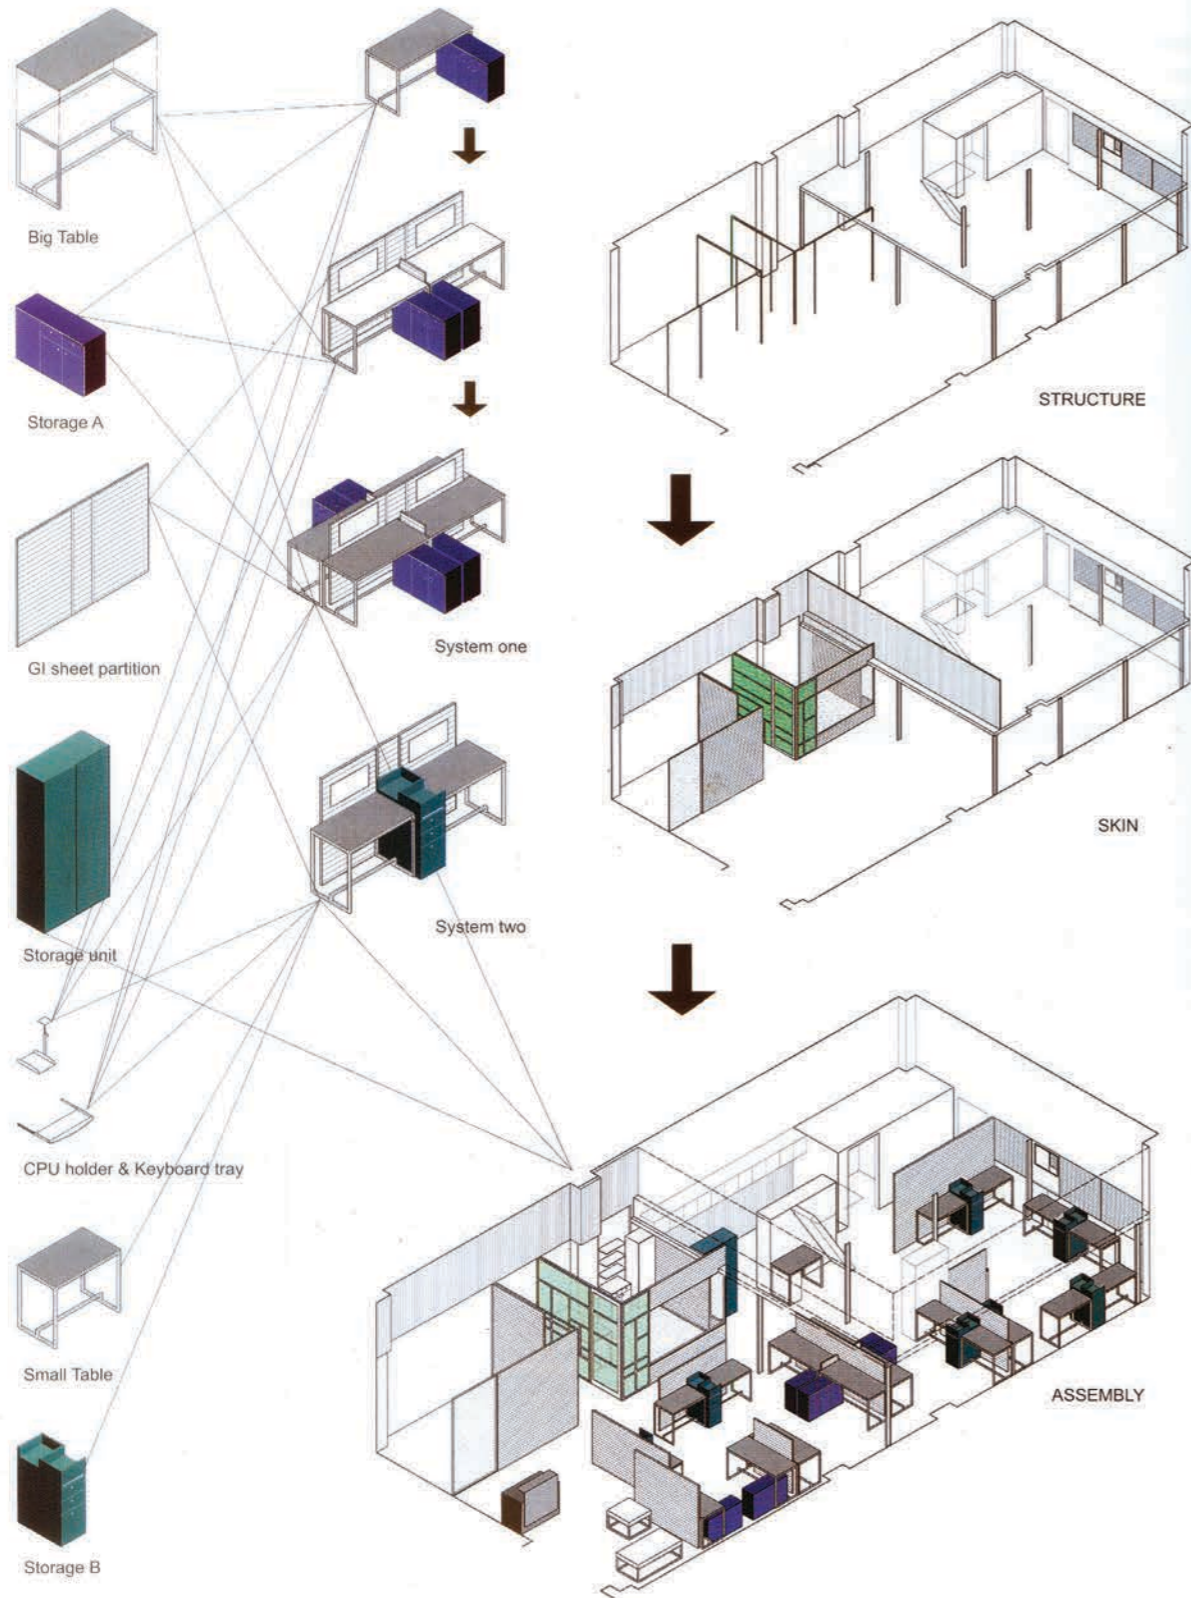 Big Table
Storage A
GI sheet partition
Storage unit
CPU holder & Keyboard tray
Small Table
Storage B
System one
System two
STRUCTURE
SKIN
ASSEMBLY